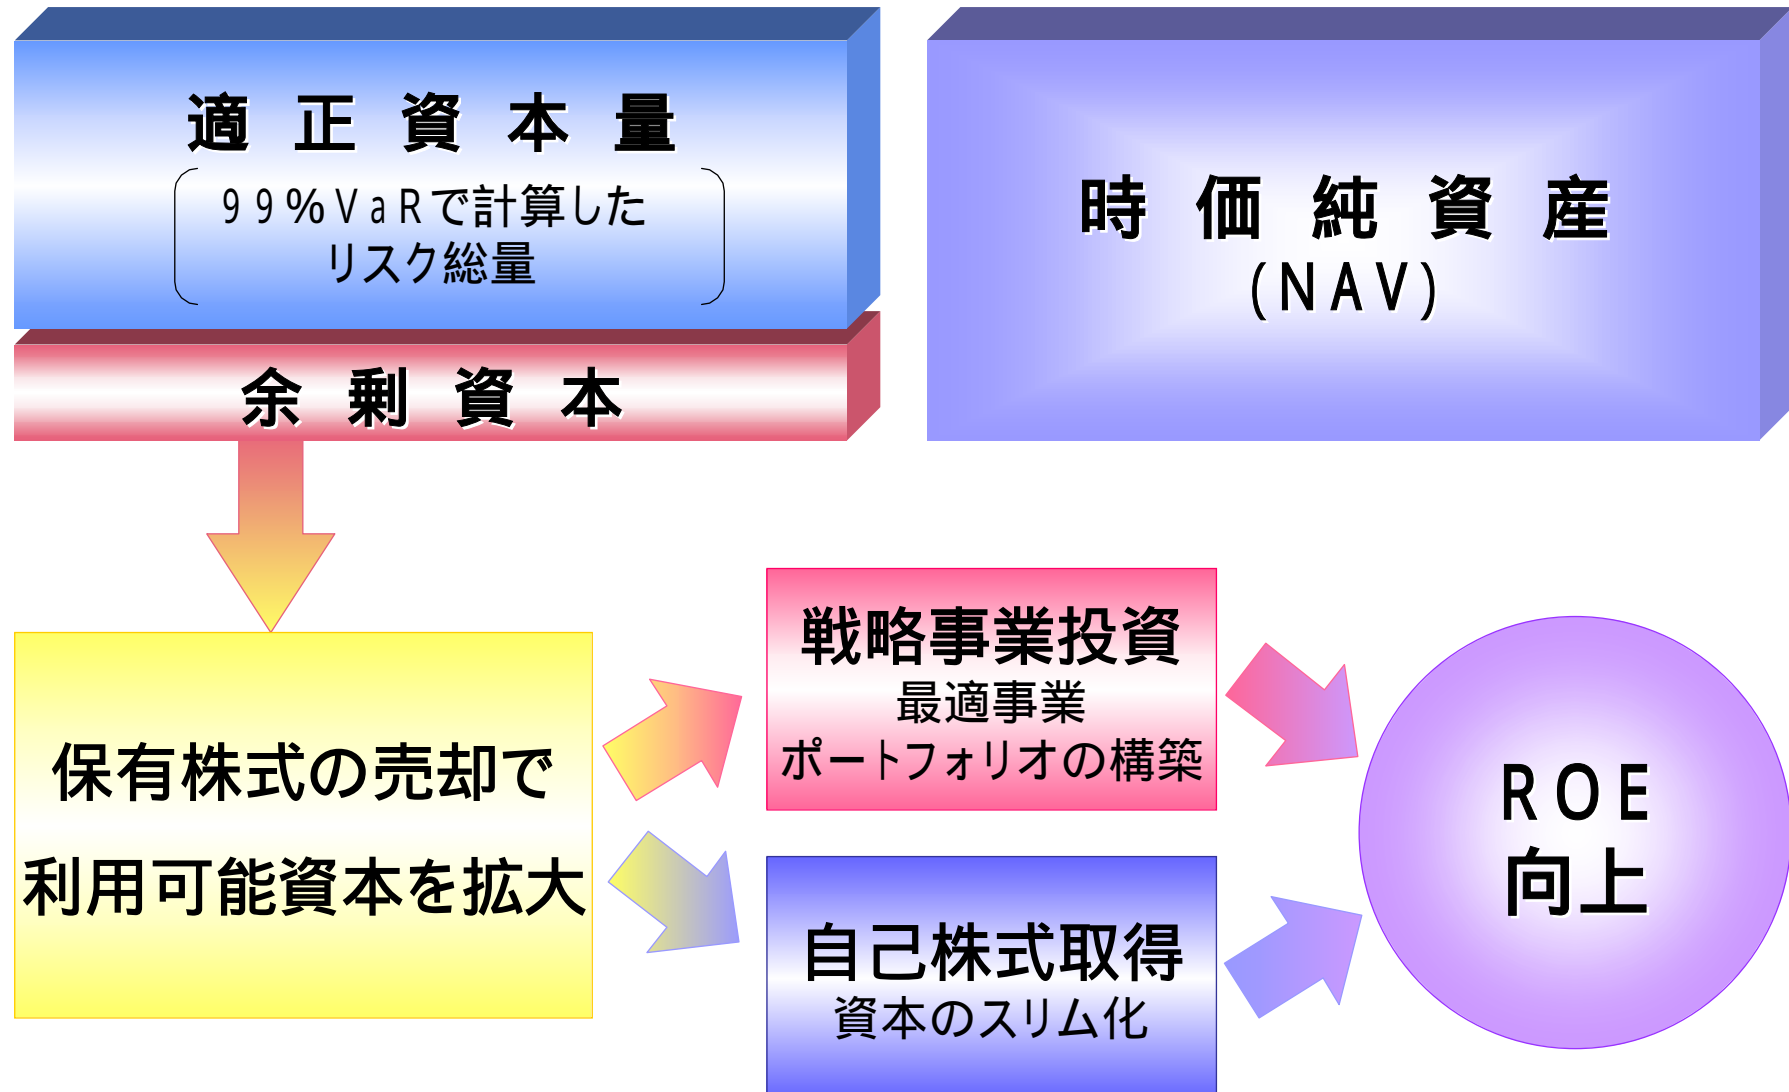 適正資本量
99%VaRで計算した
リスク総量
余剰資本
時価純資産
(NAV)
保有株式の売却で
利用可能資本を拡大
戦略事業投資
最適事業
ポートフォリオの構築
自己株式取得
資本のスリム化
ROE
向上